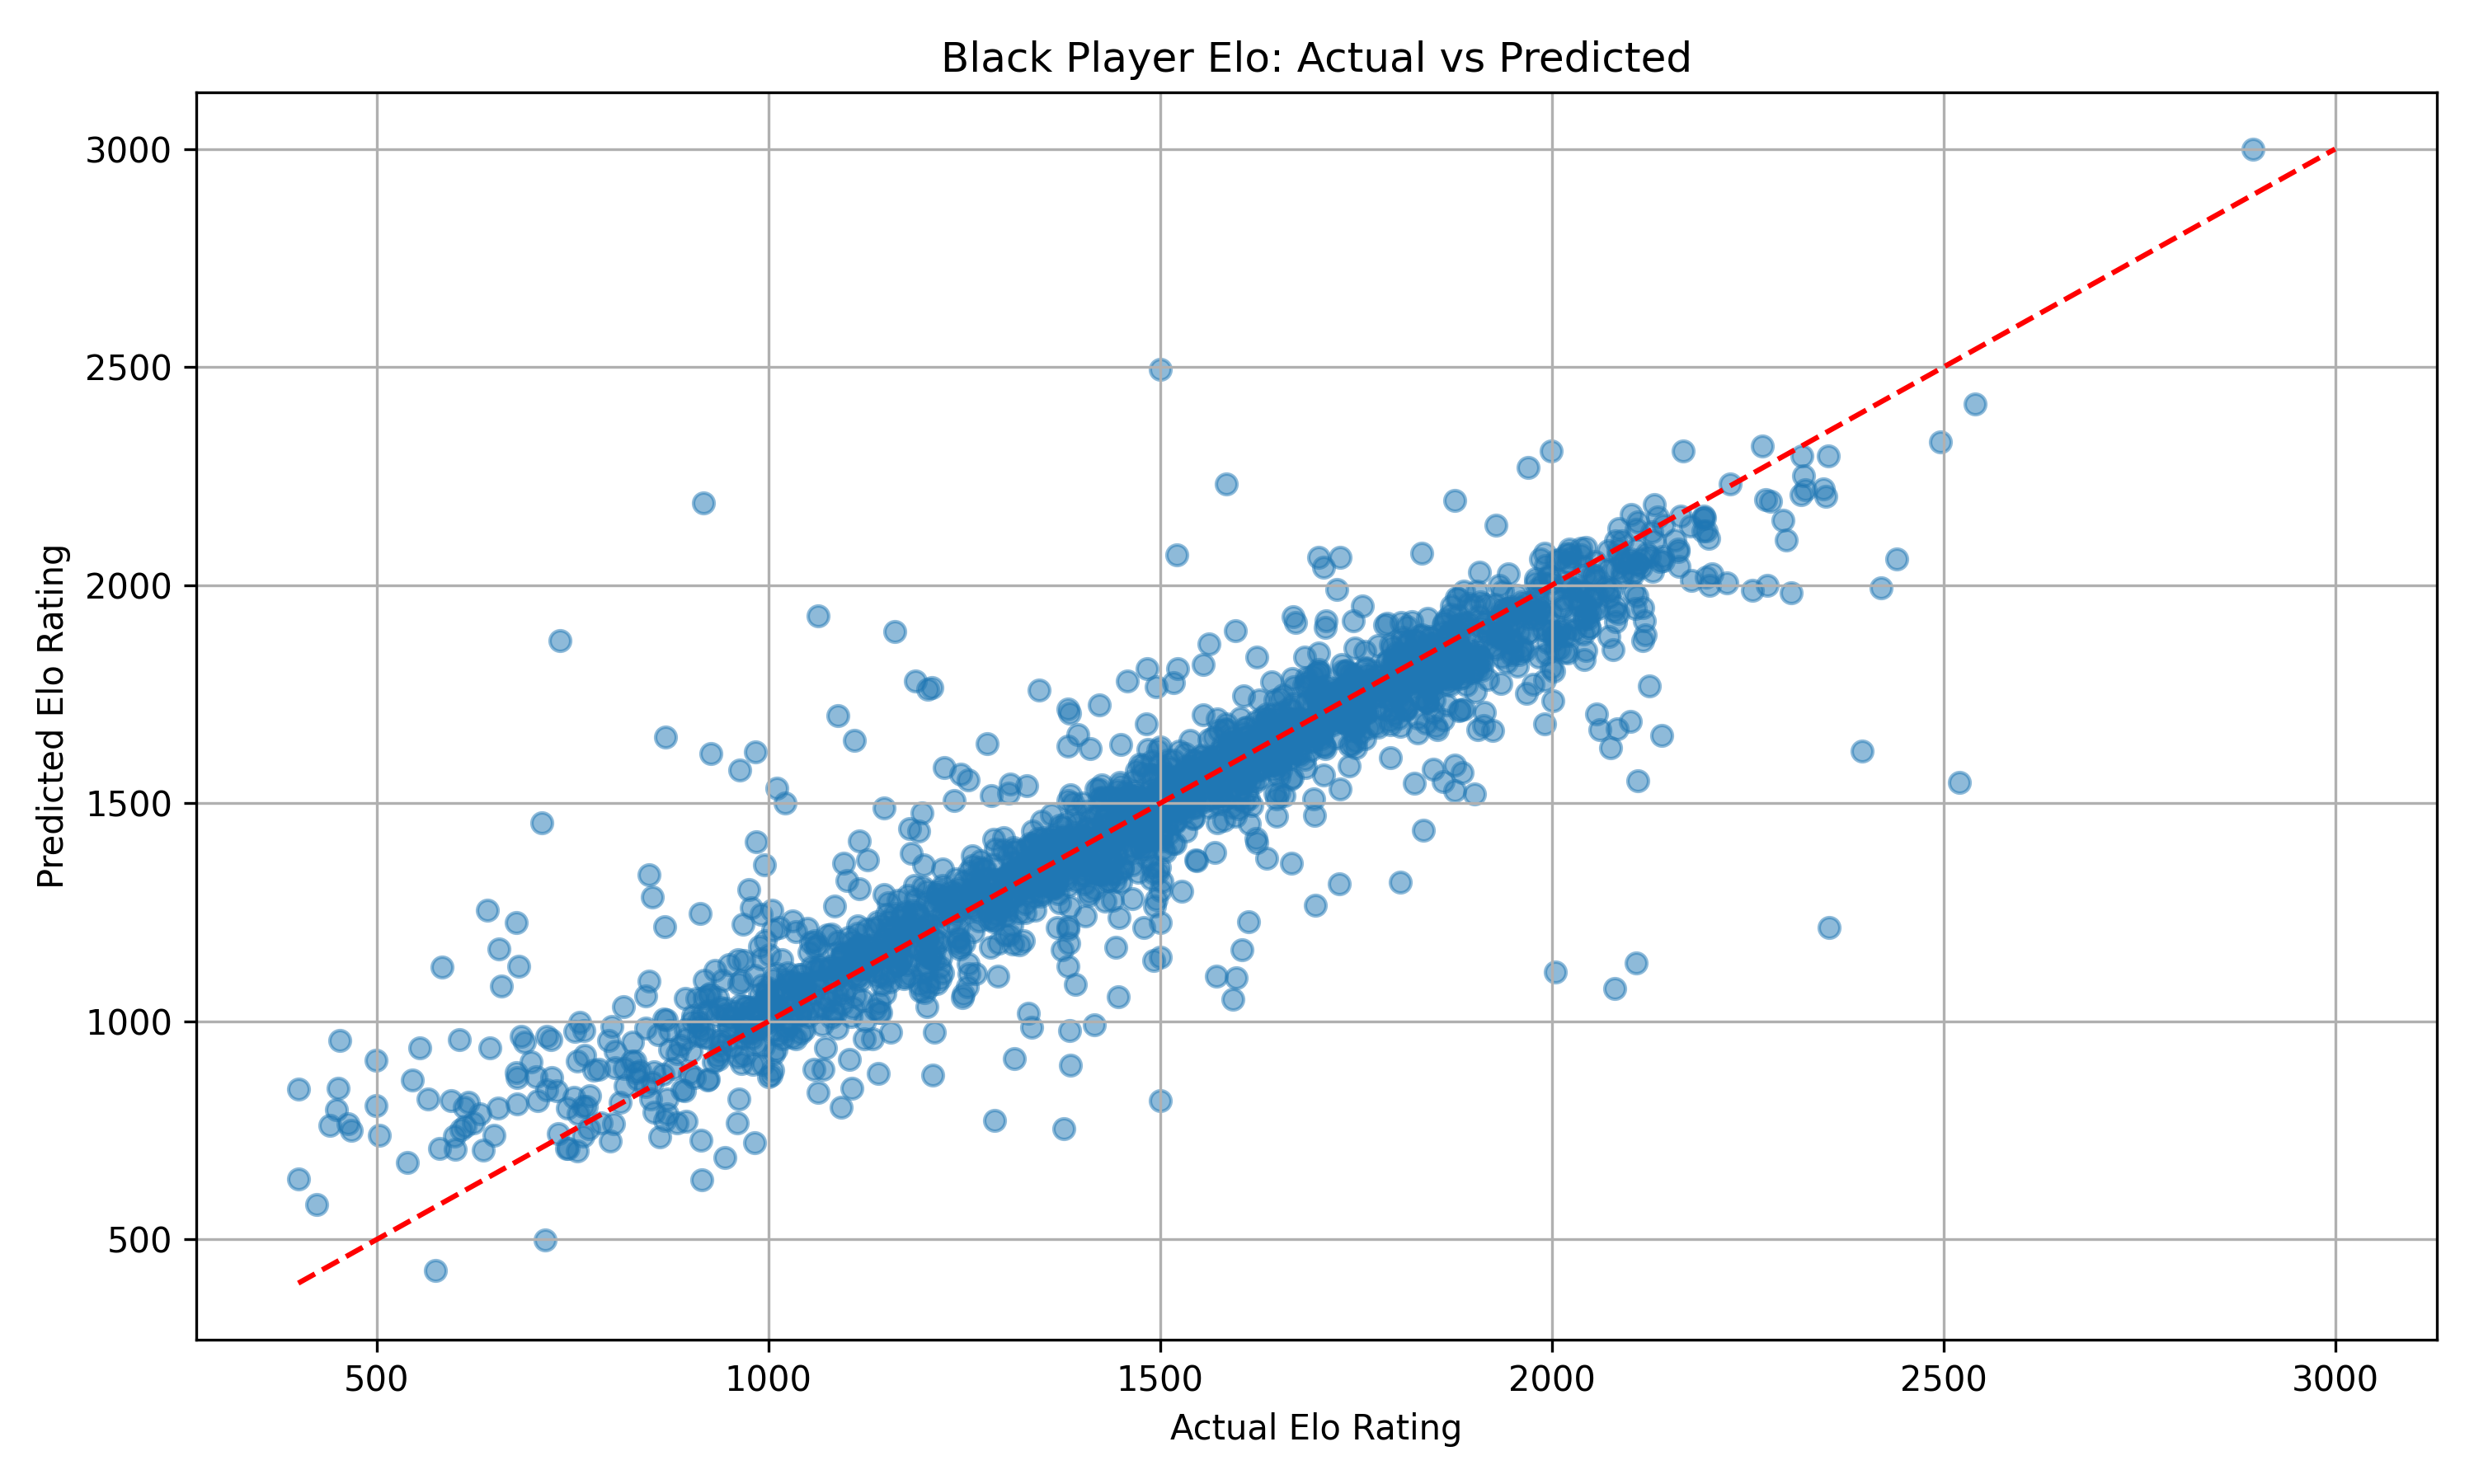 Black Player Elo: Actual vs Predicted
3000
2500
2000
1500
1000
500
Predicted Elo Rating
500 1000 1500 2000 2500 3000
Actual Elo Rating